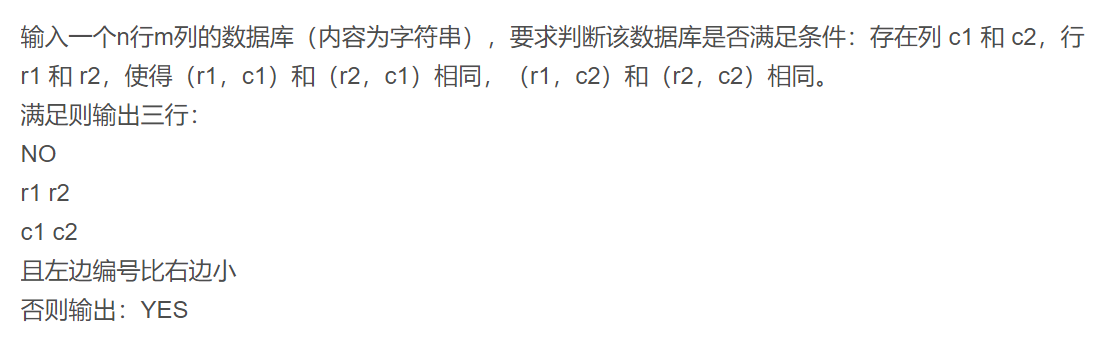 输入一个n行m列的数据库（内容为字符串），要求判断该数据库是否满足条件：存在列 c1 和 c2，行
r1 和 r2，使得（r1，c1）和（r2，c1）相同，（r1，c2）和（r2，c2）相同。
满足则输出三行：
NO
r1 r2
c1 c2
且左边编号比右边小
否则输出：YES